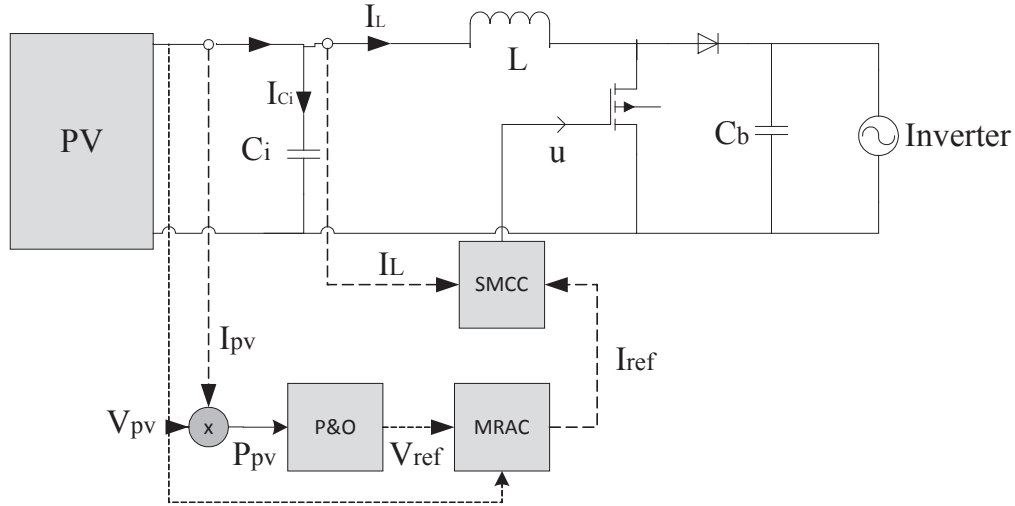 IL
PV
ICi
Ci
L
u
Cb
Inverter
IL
SMCC
Ipv
Iref
Vpv
x
Ppv
P&O
Vref
MRAC